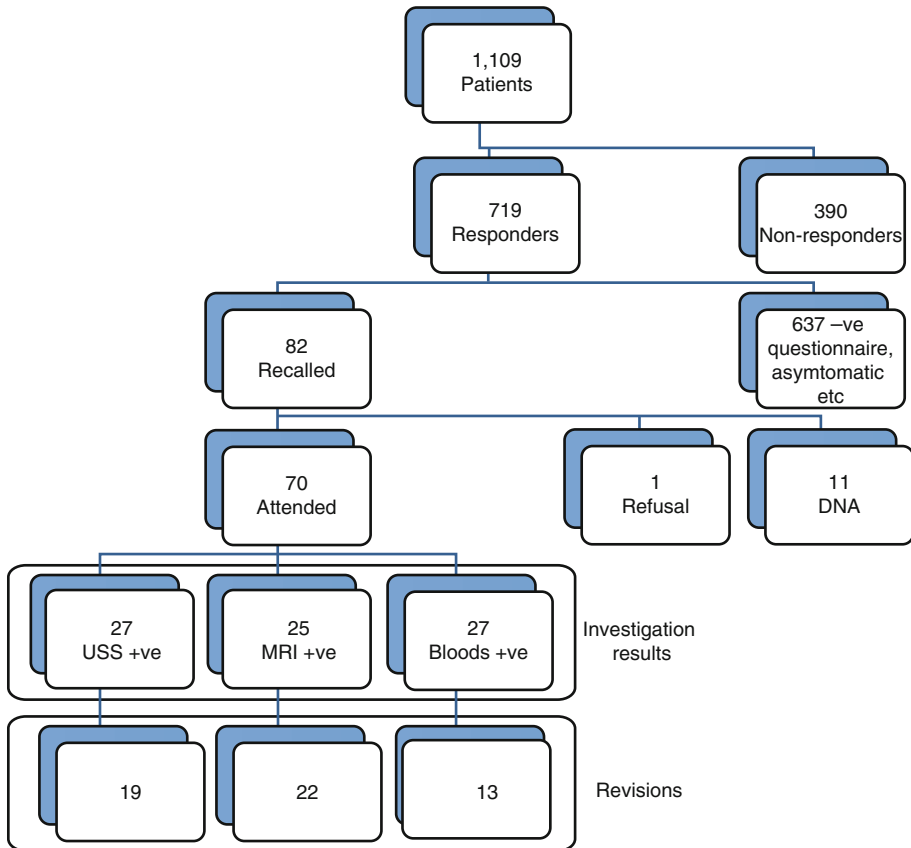 1,109
Patients
719
Responders
390
Non-responders
82
Recalled
637 –ve
questionnaire,
asymtomatic
etc
70
Attended
1
Refusal
11
DNA
27
USS +ve
25
MRI +ve
27
Bloods +ve
Investigation
results
19
22
13
Revisions